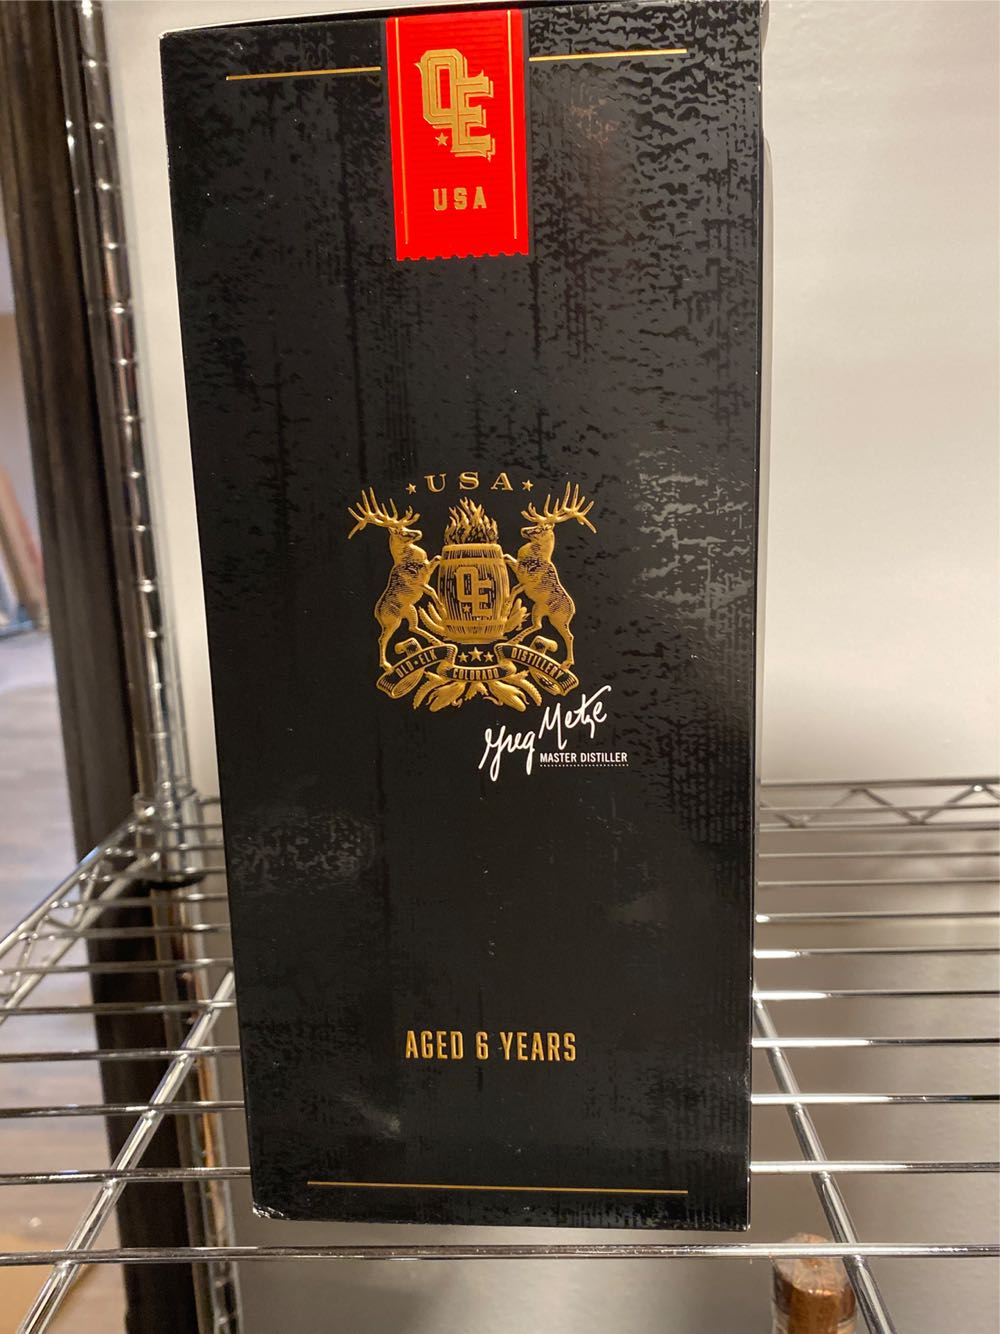 OE
USA
USA
OE
OLD ELK
DISTILLERY
COLORADO
Greg Metze
MASTER DISTILLER
AGED 6 YEARS